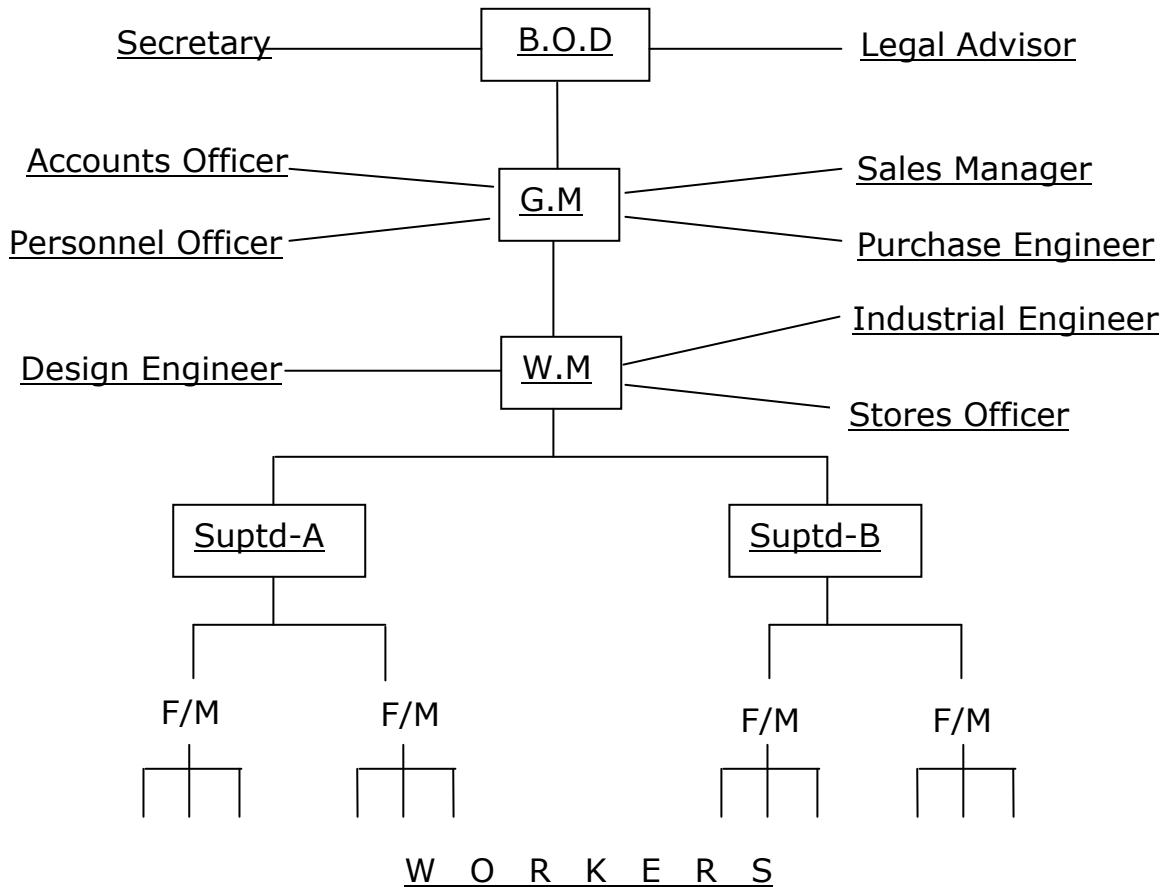 Secretary B.O.D Legal Advisor
Accounts Officer Sales Manager
G.M
Personnel Officer Purchase Engineer
Industrial Engineer
Design Engineer W.M
Stores Officer
Suptd-A Suptd-B
F/M F/M F/M F/M
W O R K E R S